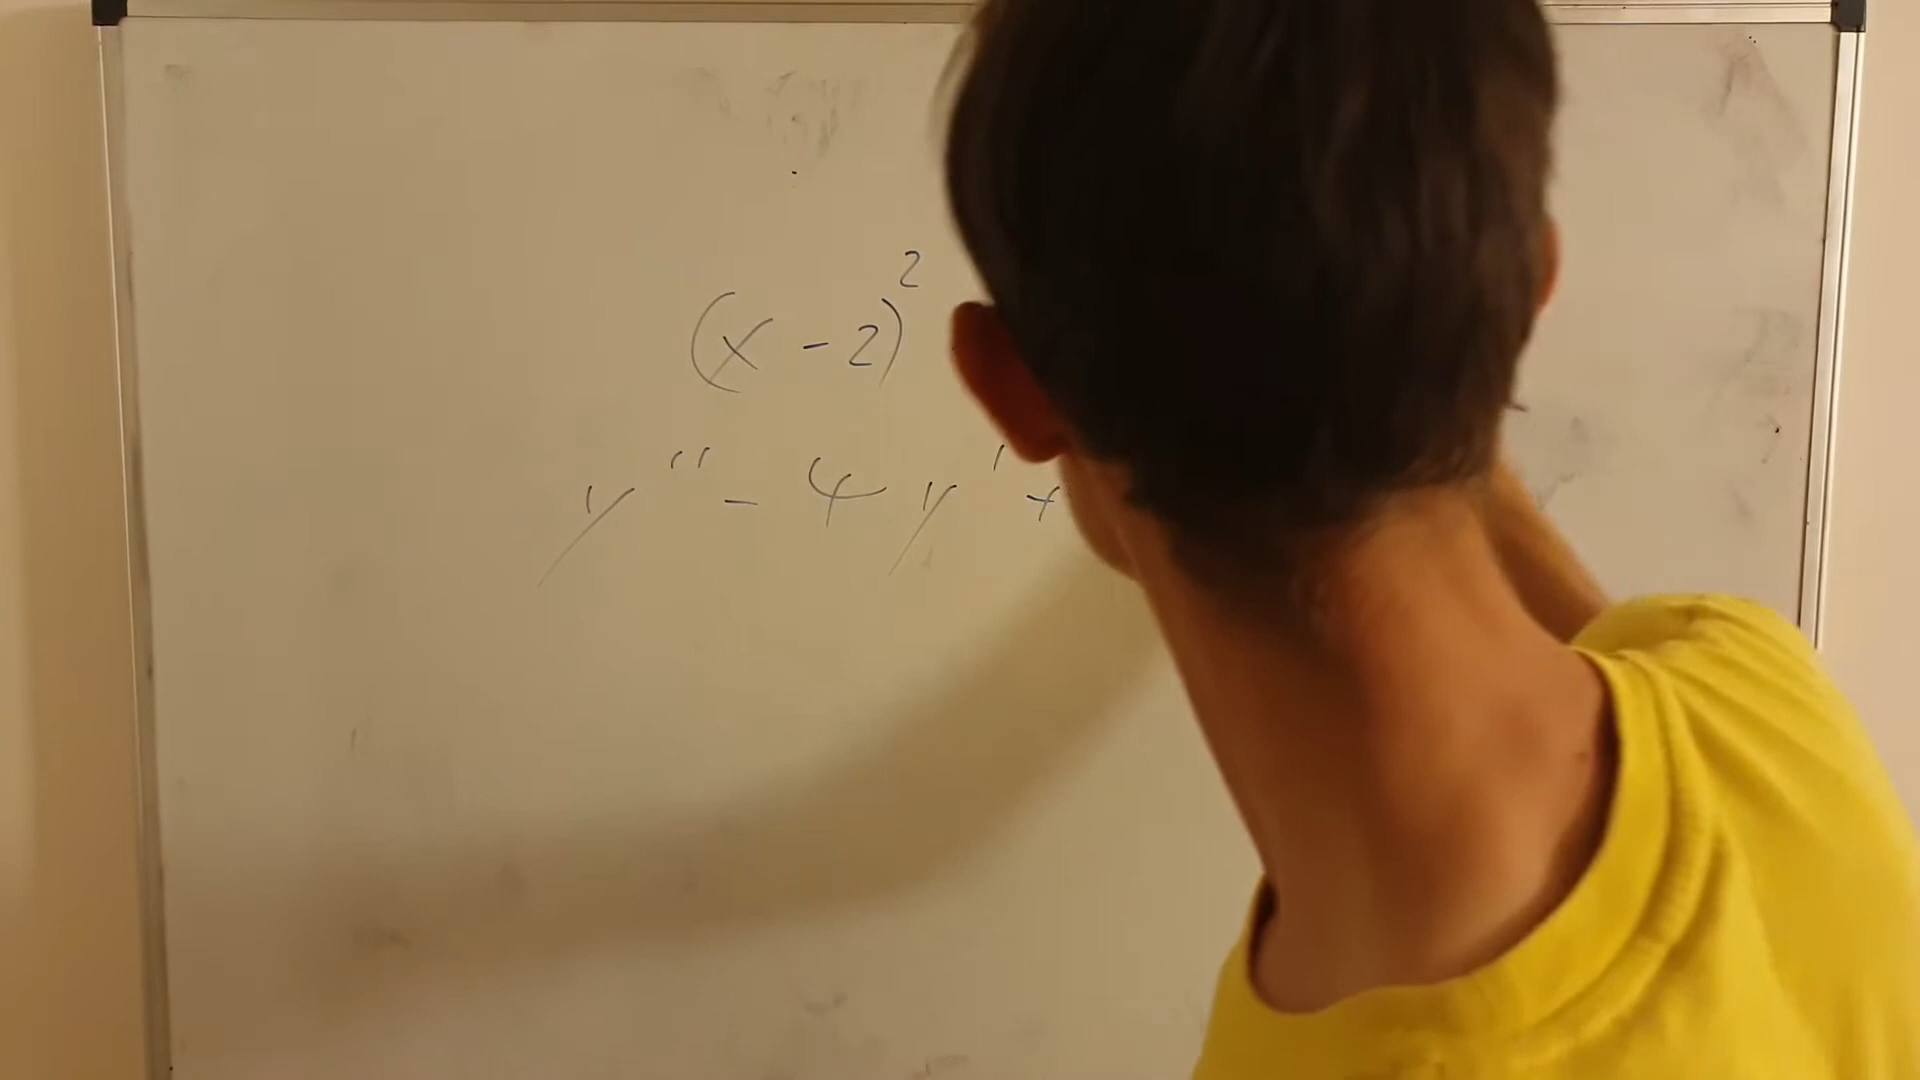 (x - 2)²
y'' - 4y' +